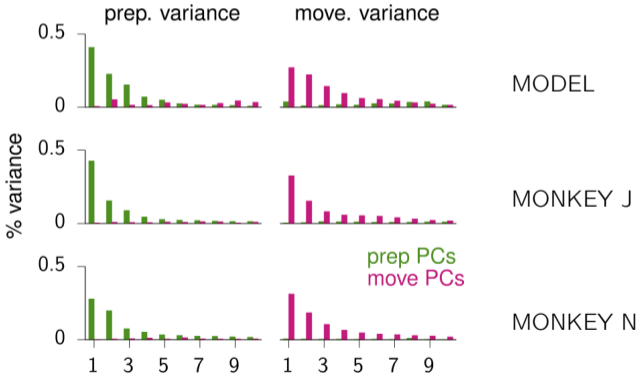 prep. variance move. variance
0.5
0
MODEL
% variance
0.5
0
MONKEY J
prep PCs
move PCs
0.5
0
MONKEY N
1 3 5 7 9 1 3 5 7 9